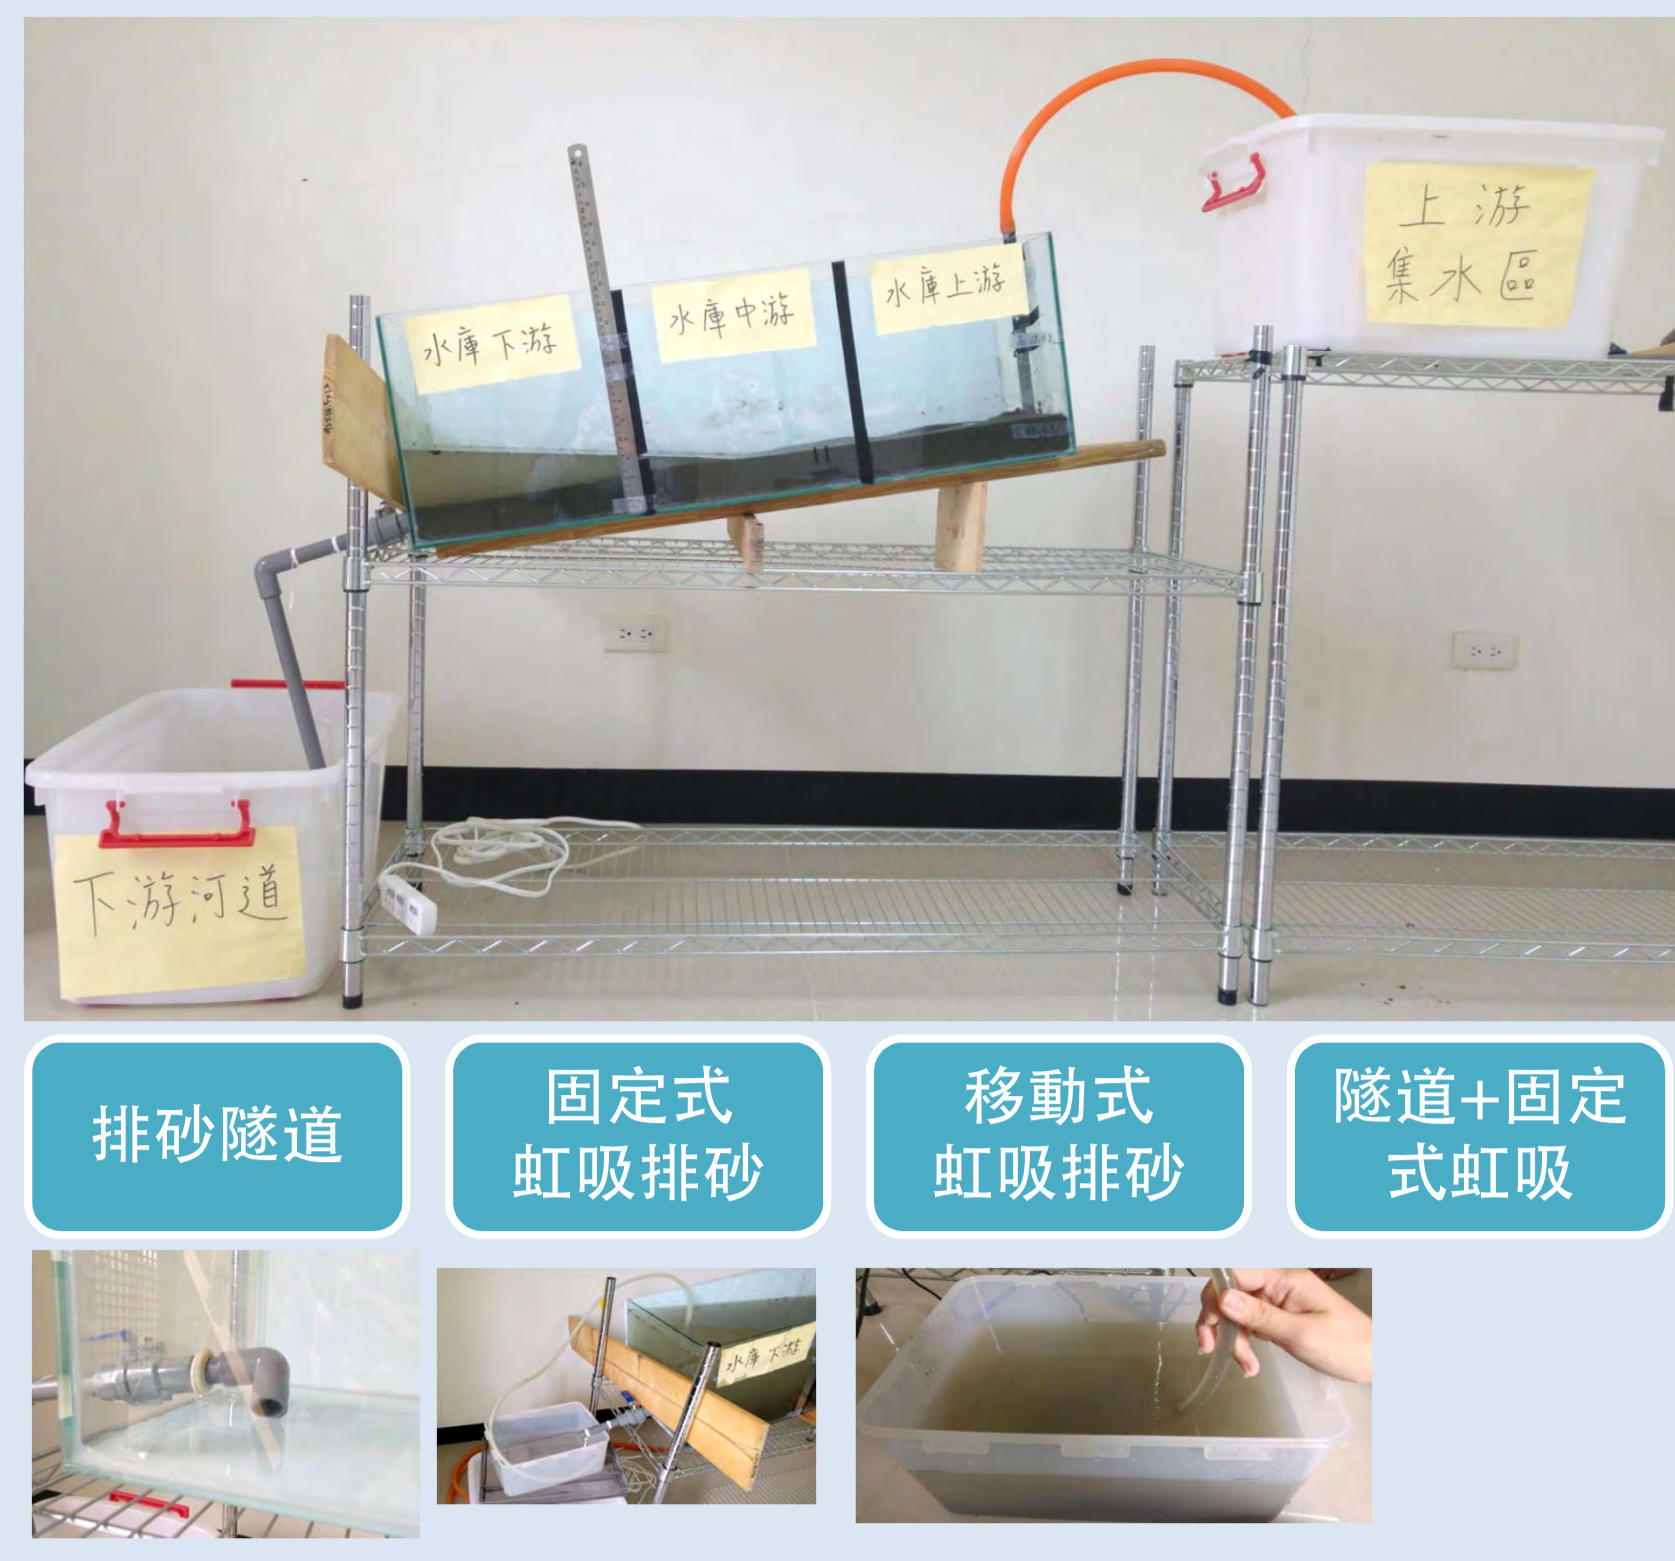 上游
集水區
水庫上游
水庫中游
水庫下游
下游河道
排砂隧道
固定式
虹吸排砂
移動式
虹吸排砂
隧道+固定
式虹吸
水庫下游